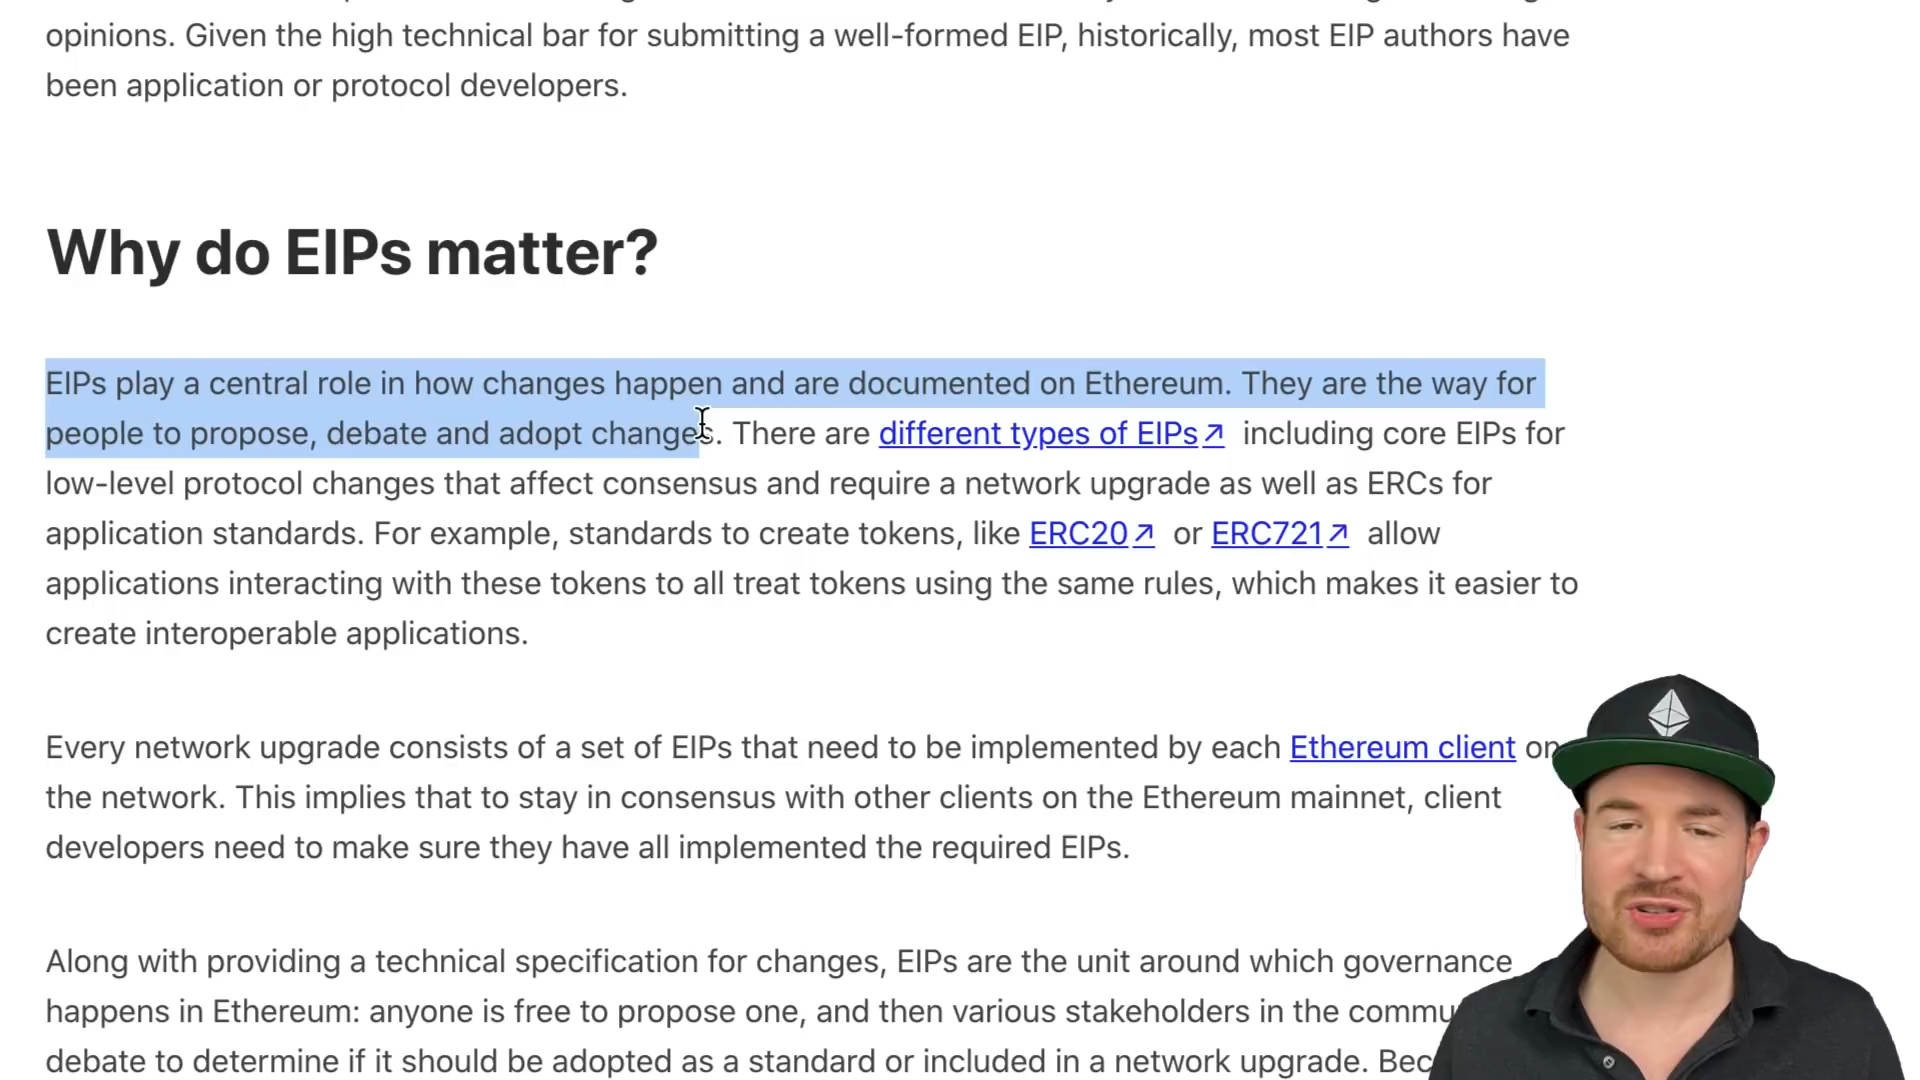 opinions. Given the high technical bar for submitting a well-formed EIP, historically, most EIP authors have
been application or protocol developers.
Why do EIPs matter?
EIPs play a central role in how changes happen and are documented on Ethereum. They are the way for
people to propose, debate and adopt changes. There are different types of EIPs↗ including core EIPs for
low-level protocol changes that affect consensus and require a network upgrade as well as ERCs for
application standards. For example, standards to create tokens, like ERC20↗ or ERC721↗ allow
applications interacting with these tokens to all treat tokens using the same rules, which makes it easier to
create interoperable applications.
Every network upgrade consists of a set of EIPs that need to be implemented by each Ethereum client on
the network. This implies that to stay in consensus with other clients on the Ethereum mainnet, client
developers need to make sure they have all implemented the required EIPs.
Along with providing a technical specification for changes, EIPs are the unit around which governance
happens in Ethereum: anyone is free to propose one, and then various stakeholders in the commu
debate to determine if it should be adopted as a standard or included in a network upgrade. Bec